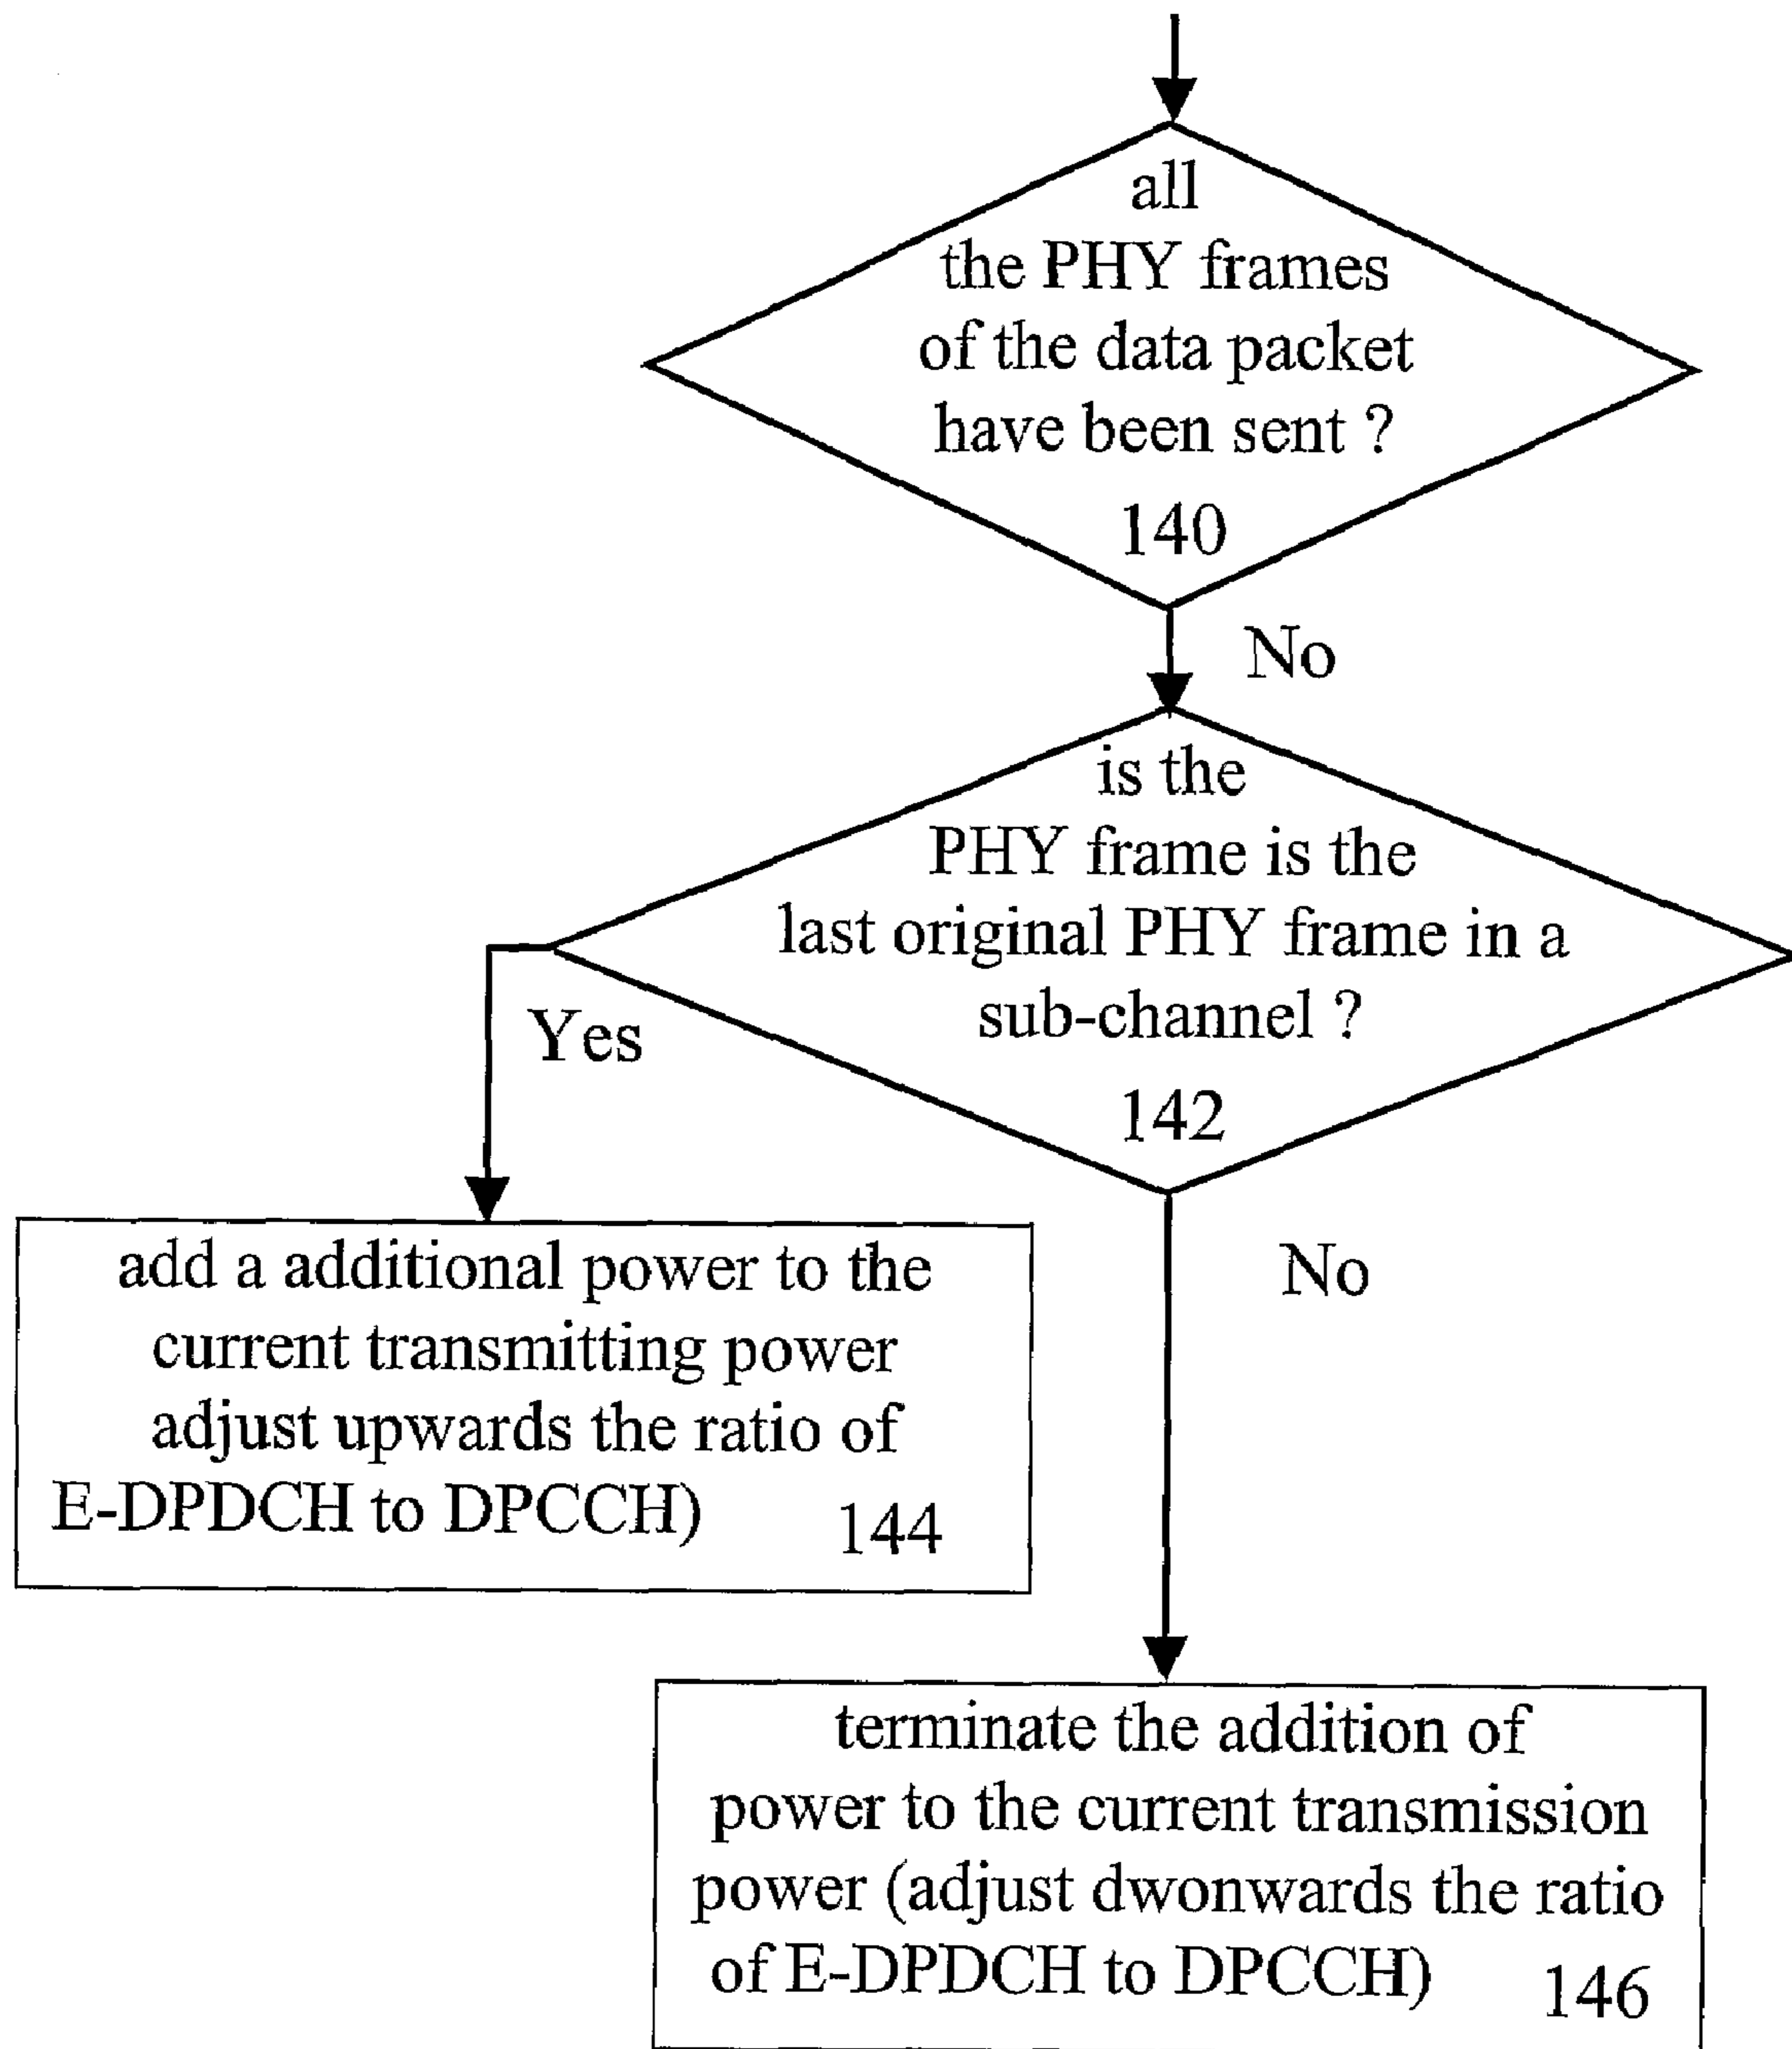 all
the PHY frames
of the data packet
have been sent ?
140
No
is the
PHY frame is the
last original PHY frame in a
sub-channel ?
142
Yes
No
add a additional power to the
current transmitting power
adjust upwards the ratio of
E-DPDCH to DPCCH)
144
terminate the addition of
power to the current transmission
power (adjust dwonwards the ratio
of E-DPDCH to DPCCH)
146